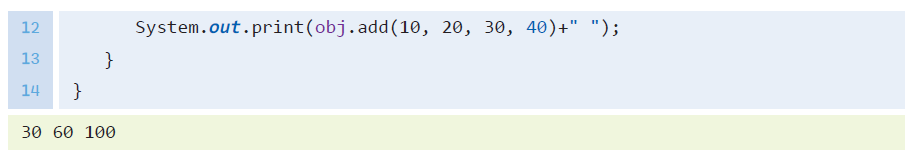 12 System.out.print(obj.add(10, 20, 30, 40)+" ");
13 }
14 }
30 60 100